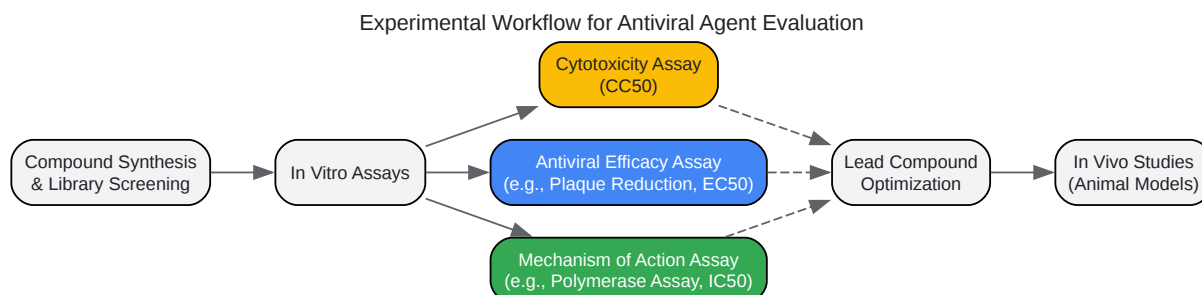 Experimental Workflow for Antiviral Agent Evaluation
Cytotoxicity Assay
(CC50)
Compound Synthesis
& Library Screening
In Vitro Assays
Antiviral Efficacy Assay
(e.g., Plaque Reduction, EC50)
Lead Compound
Optimization
In Vivo Studies
(Animal Models)
Mechanism of Action Assay
(e.g., Polymerase Assay, IC50)